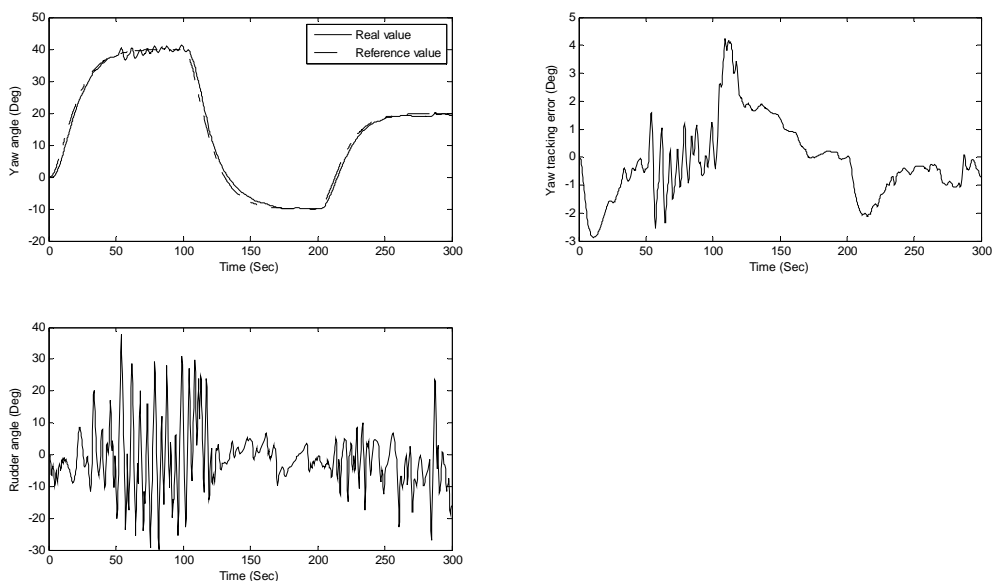 50
40
30
20
10
0
-10
-20
Yaw angle (Deg)
Real value
Reference value
0 50 100 150 200 250 300
Time (Sec)
5
4
3
2
1
0
-1
-2
-3
Yaw tracking error (Deg)
0 50 100 150 200 250 300
Time (Sec)
40
30
20
10
0
-10
-20
-30
Rudder angle (Deg)
0 50 100 150 200 250 300
Time (Sec)